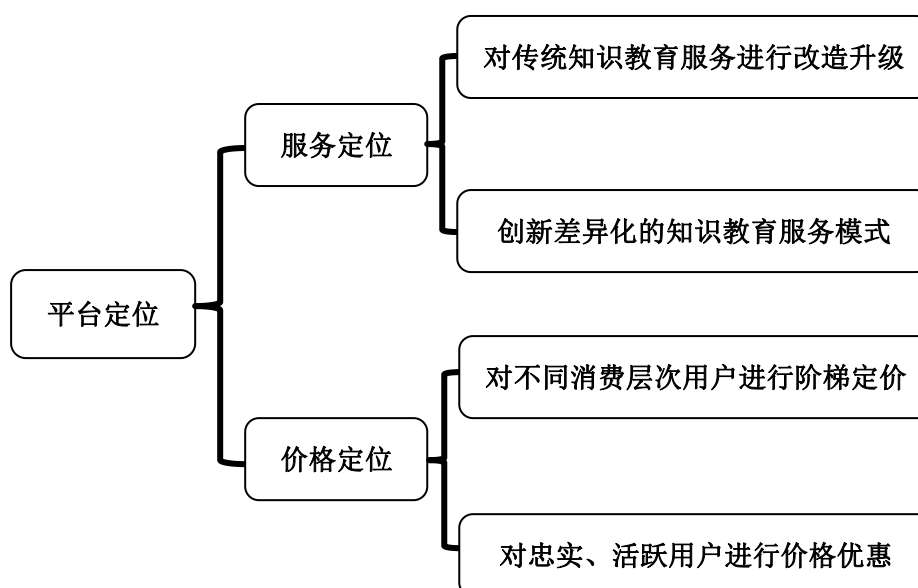 对传统知识教育服务进行改造升级
服务定位
创新差异化的知识教育服务模式
平台定位
对不同消费层次用户进行阶梯定价
价格定位
对忠实、活跃用户进行价格优惠